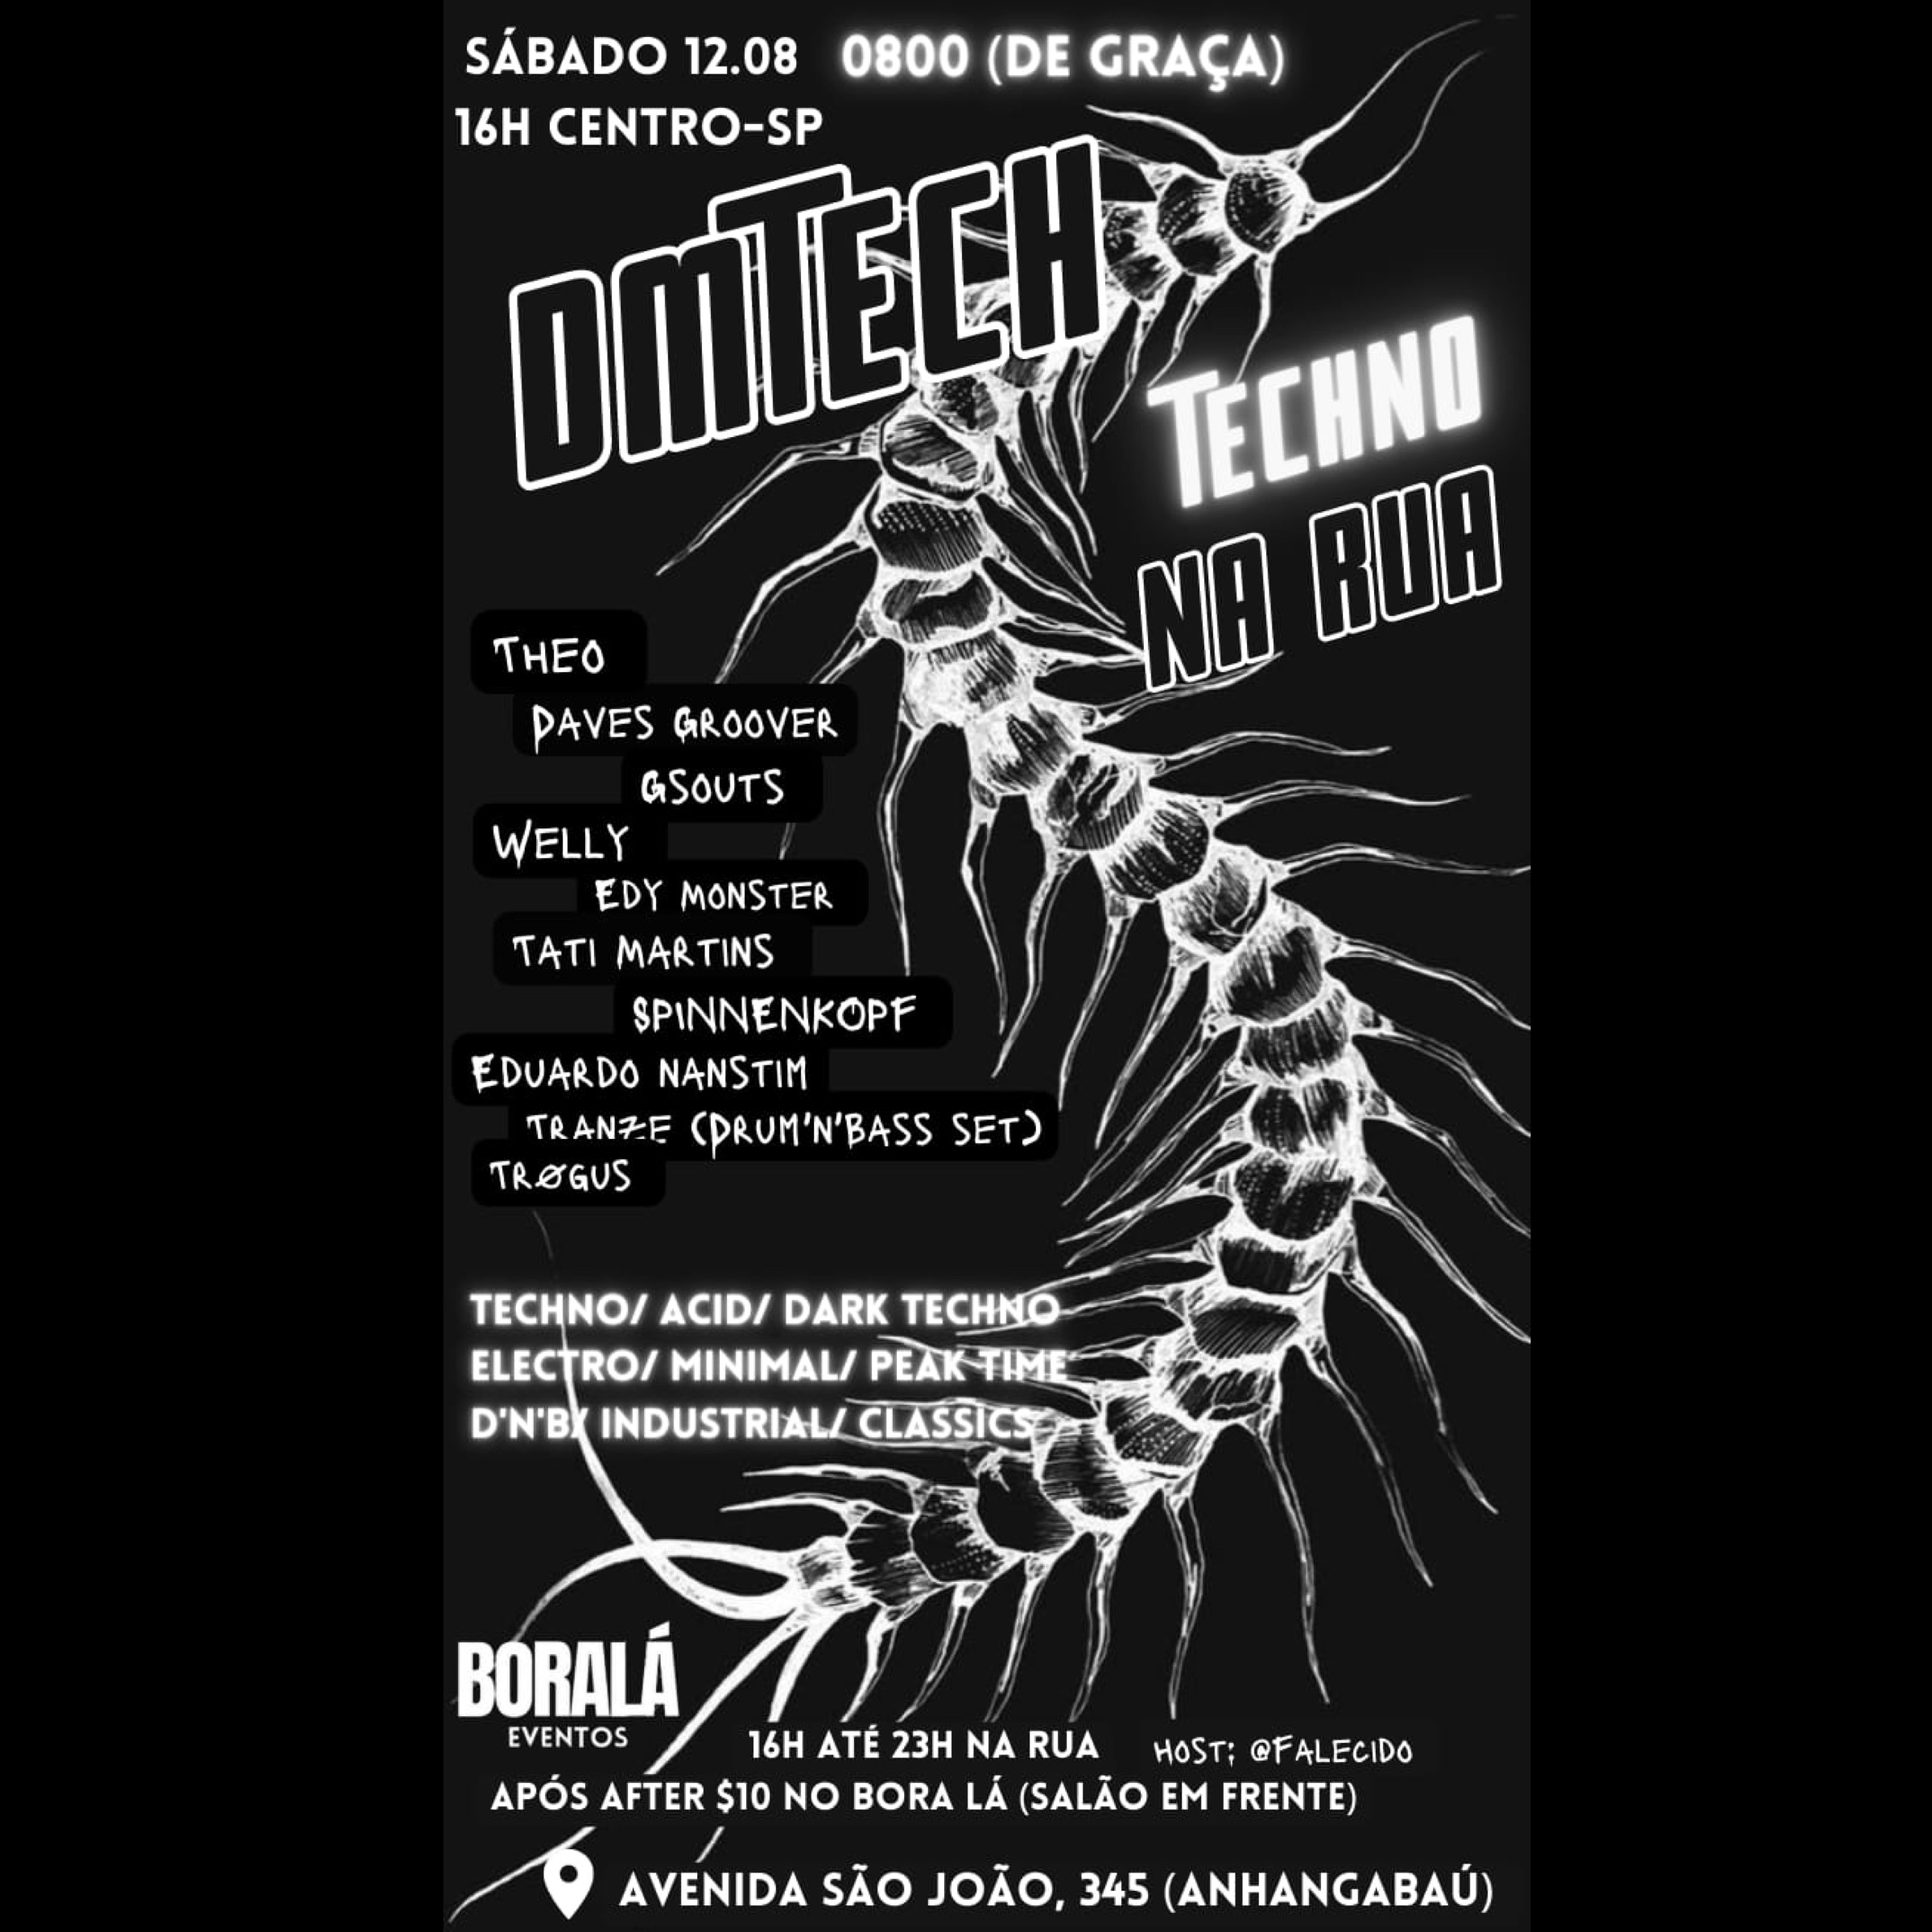 SÁBADO 12.08 0800 (DE GRAÇA)
16H CENTRO-SP
DMTECH
TECHNO
NA RUA
THEO
DAVES GROOVER
GSOUTS
WELLY
EDY MONSTER
TATI MARTINS
SPINNENKOPF
EDUARDO NANSTIM
TRANZE (DRUM'N'BASS SET)
TRØGUS
TECHNO/ ACID/ DARK TECHNO
ELECTRO/ MINIMAL/ PEAK TIME
D'N'B/ INDUSTRIAL/ CLASSICS
BORALÁ
EVENTOS
16H ATÉ 23H NA RUA HOST: @FALECIDO
APÓS AFTER $10 NO BORA LÁ (SALÃO EM FRENTE)
AVENIDA SÃO JOÃO, 345 (ANHANGABAÚ)